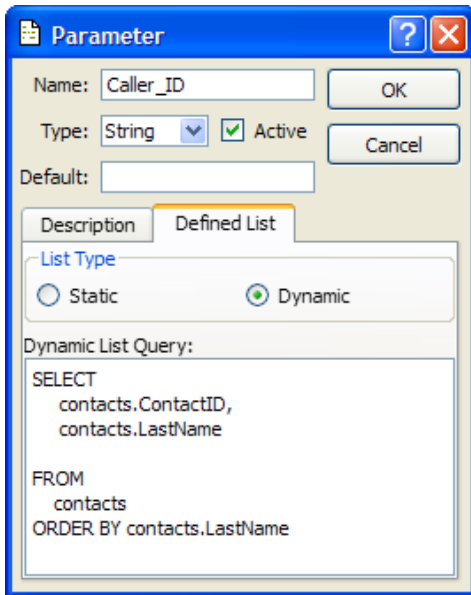 Parameter
Name: Caller_ID OK
Type: String Active Cancel
Default:
Description Defined List
List Type
Static Dynamic
Dynamic List Query:
SELECT
contacts.ContactID,
contacts.LastName
FROM
contacts
ORDER BY contacts.LastName